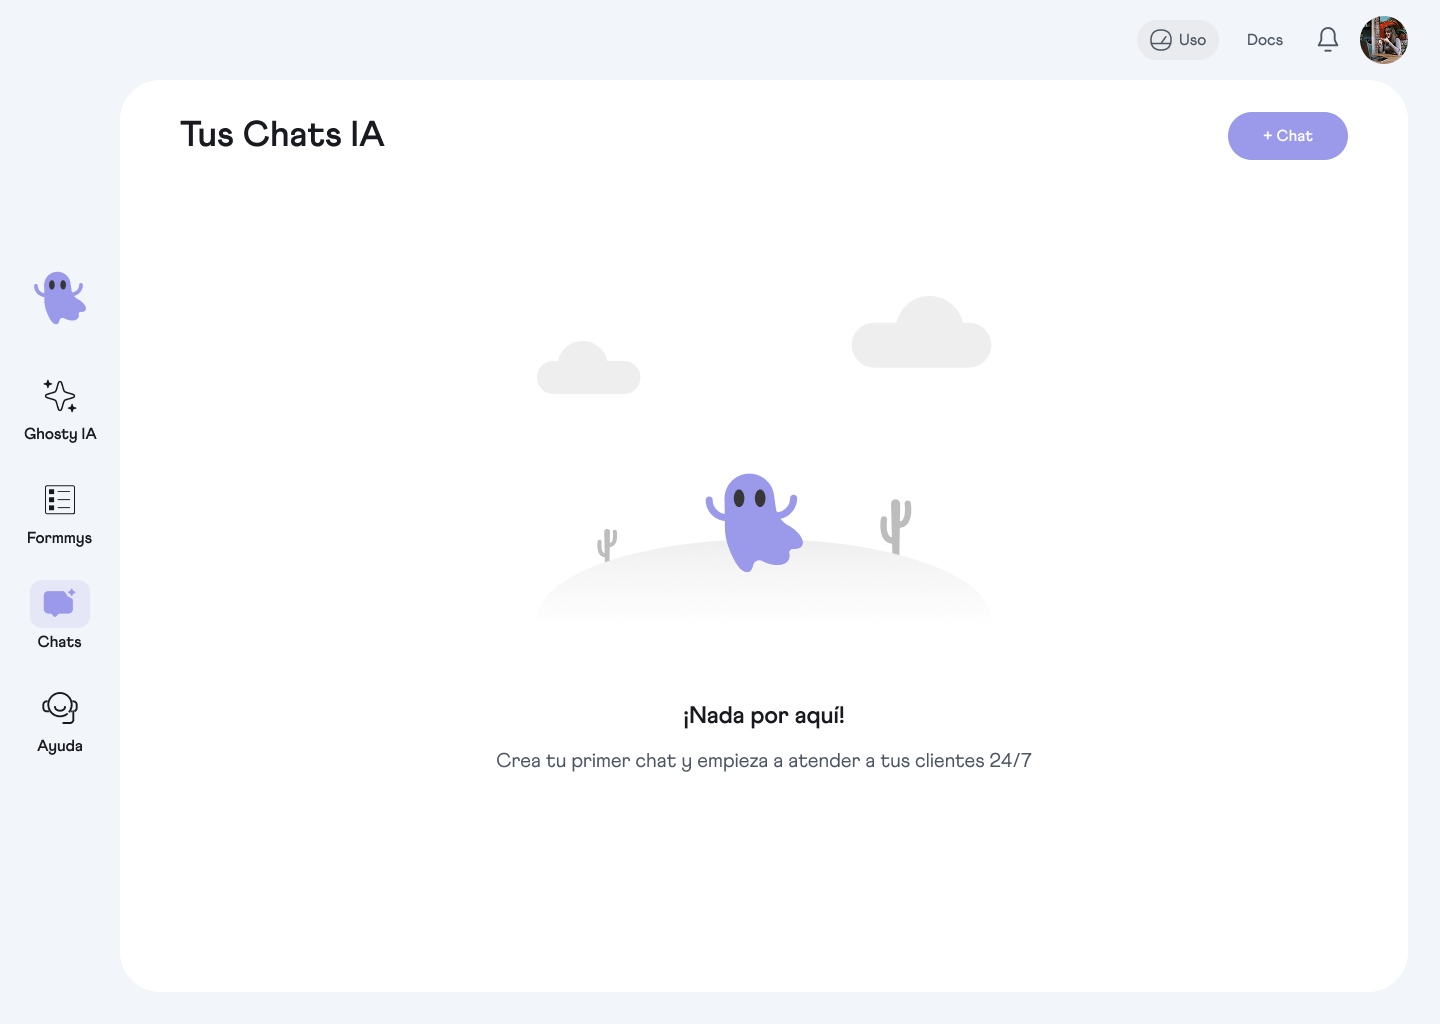 Uso
Docs
Tus Chats IA
+ Chat
Ghosty IA
Formmys
Chats
Ayuda
¡Nada por aquí!
Crea tu primer chat y empieza a atender a tus clientes 24/7